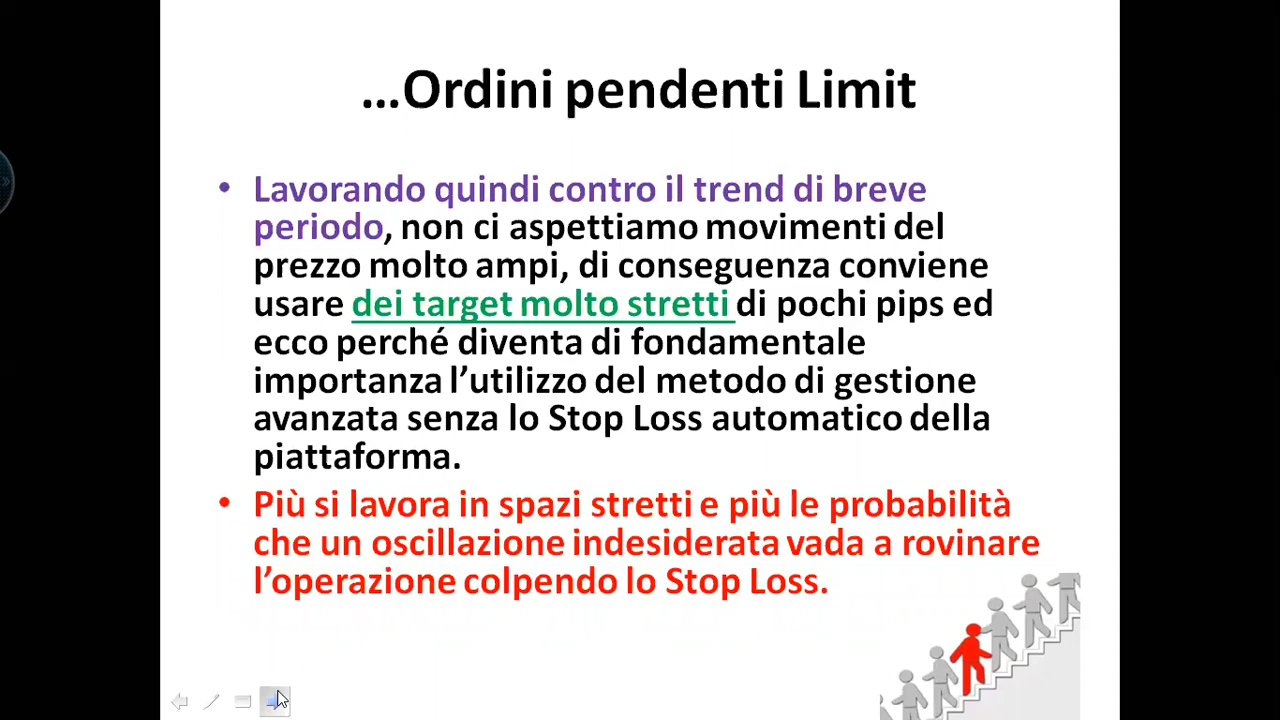 ...Ordini pendenti Limit
• Lavorando quindi contro il trend di breve
periodo, non ci aspettiamo movimenti del
prezzo molto ampi, di conseguenza conviene
usare dei target molto stretti di pochi pips ed
ecco perché diventa di fondamentale
importanza l’utilizzo del metodo di gestione
avanzata senza lo Stop Loss automatico della
piattaforma.
• Più si lavora in spazi stretti e più le probabilità
che un oscillazione indesiderata vada a rovinare
l’operazione colpendo lo Stop Loss.